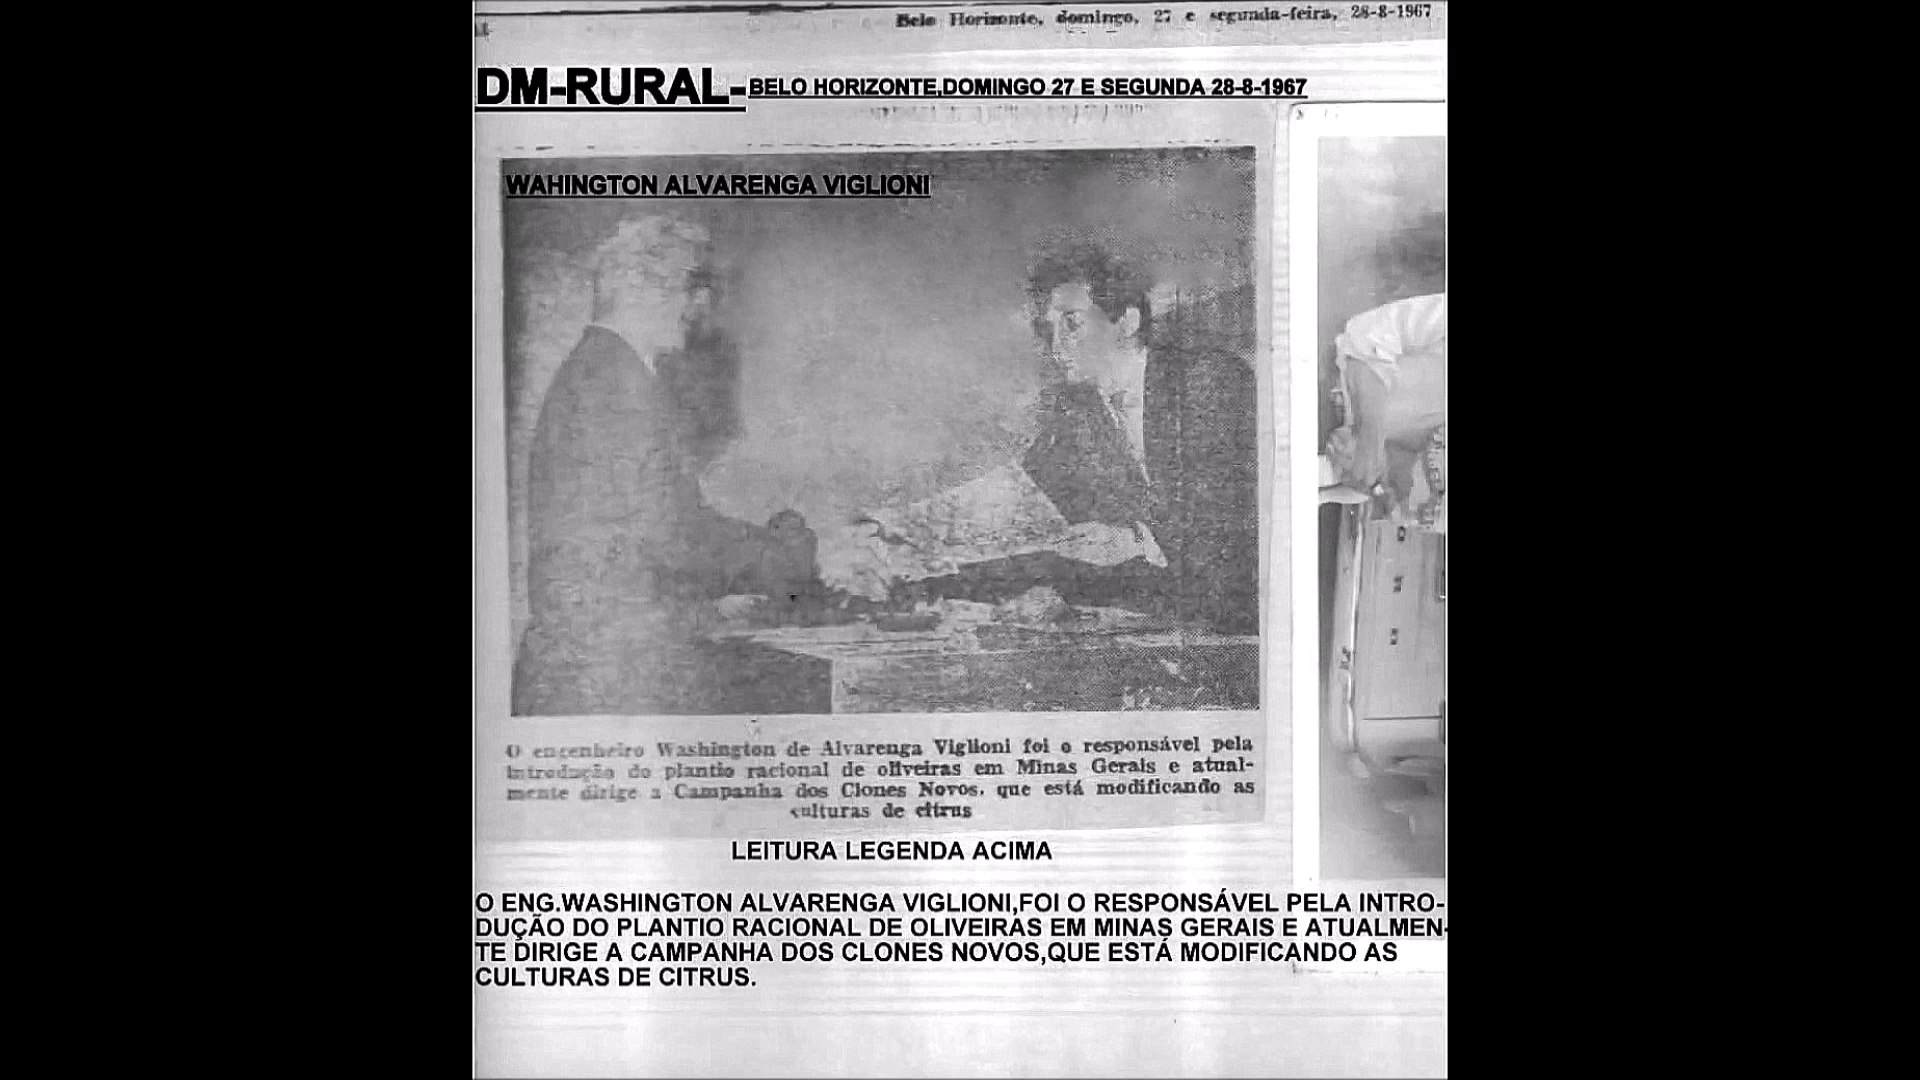 Belo Horizonte, domingo, 27 e segunda-feira, 28-8-1967
DM-RURAL-BELO HORIZONTE,DOMINGO 27 E SEGUNDA 28-8-1967
WAHINGTON ALVARENGA VIGLIONI
O engenheiro Washington de Alvarenga Viglioni foi o responsável pela
introdução do plantio racional de oliveiras em Minas Gerais e atual-
mente dirige a Campanha dos Clones Novos, que está modificando as
culturas de citrus
LEITURA LEGENDA ACIMA
O ENG.WASHINGTON ALVARENGA VIGLIONI,FOI O RESPONSÁVEL PELA INTRO-
DUÇÃO DO PLANTIO RACIONAL DE OLIVEIRAS EM MINAS GERAIS E ATUALMEN-
TE DIRIGE A CAMPANHA DOS CLONES NOVOS,QUE ESTÁ MODIFICANDO AS
CULTURAS DE CITRUS.